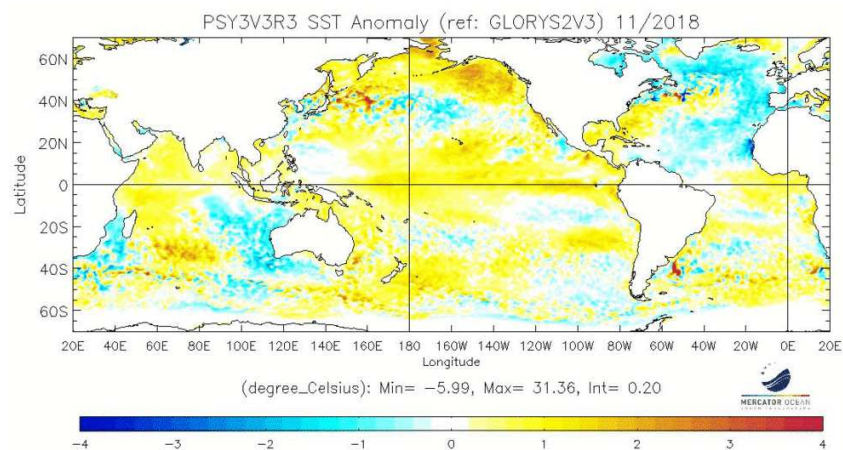 PSY3V3R3 SST Anomaly (ref: GLORYS2V3) 11/2018
60N
40N
20N
0
20S
40S
60S
Latitude
20E 40E 60E 80E 100E 120E 140E 160E 180 160W 140W 120W 100W 80W 60W 40W 20W 0E 20E
Longitude
(degree_Celsius): Min= -5.99, Max= 31.36, Int= 0.20
MERCATOR OCEAN
-4 -3 -2 -1 0 1 2 3 4